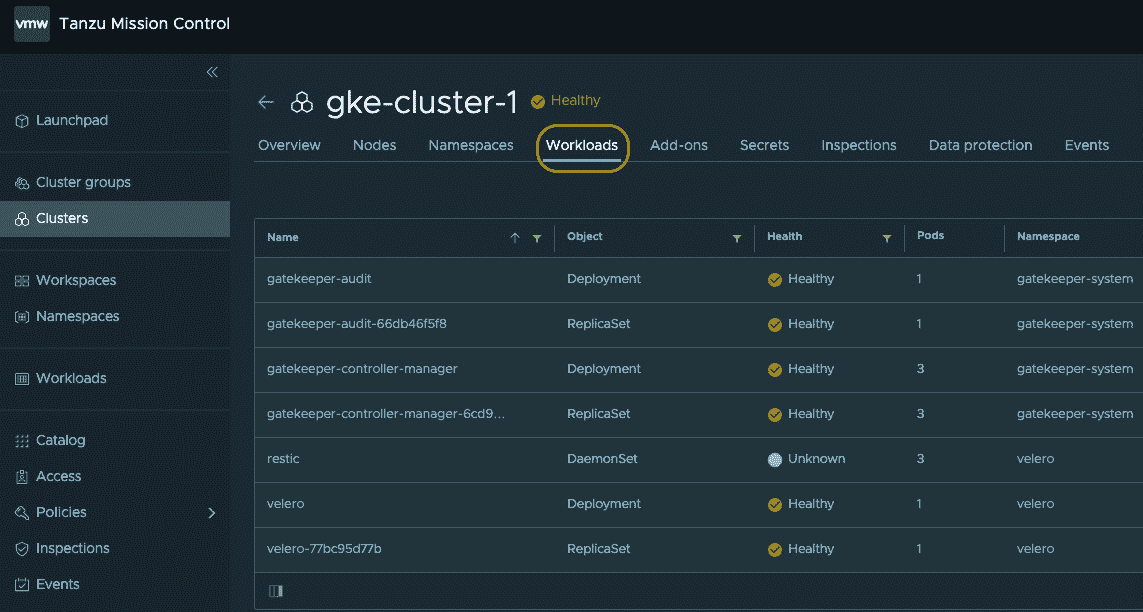 vmw Tanzu Mission Control
gke-cluster-1 Healthy
Overview Nodes Namespaces Workloads Add-ons Secrets Inspections Data protection Events
Launchpad
Cluster groups
Clusters
Workspaces
Namespaces
Workloads
Catalog
Access
Policies
Inspections
Events
Name Object Health Pods Namespace
gatekeeper-audit Deployment Healthy 1 gatekeeper-system
gatekeeper-audit-66db46f5f8 ReplicaSet Healthy 1 gatekeeper-system
gatekeeper-controller-manager Deployment Healthy 3 gatekeeper-system
gatekeeper-controller-manager-6cd9... ReplicaSet Healthy 3 gatekeeper-system
restic DaemonSet Unknown 3 velero
velero Deployment Healthy 1 velero
velero-77bc95d77b ReplicaSet Healthy 1 velero